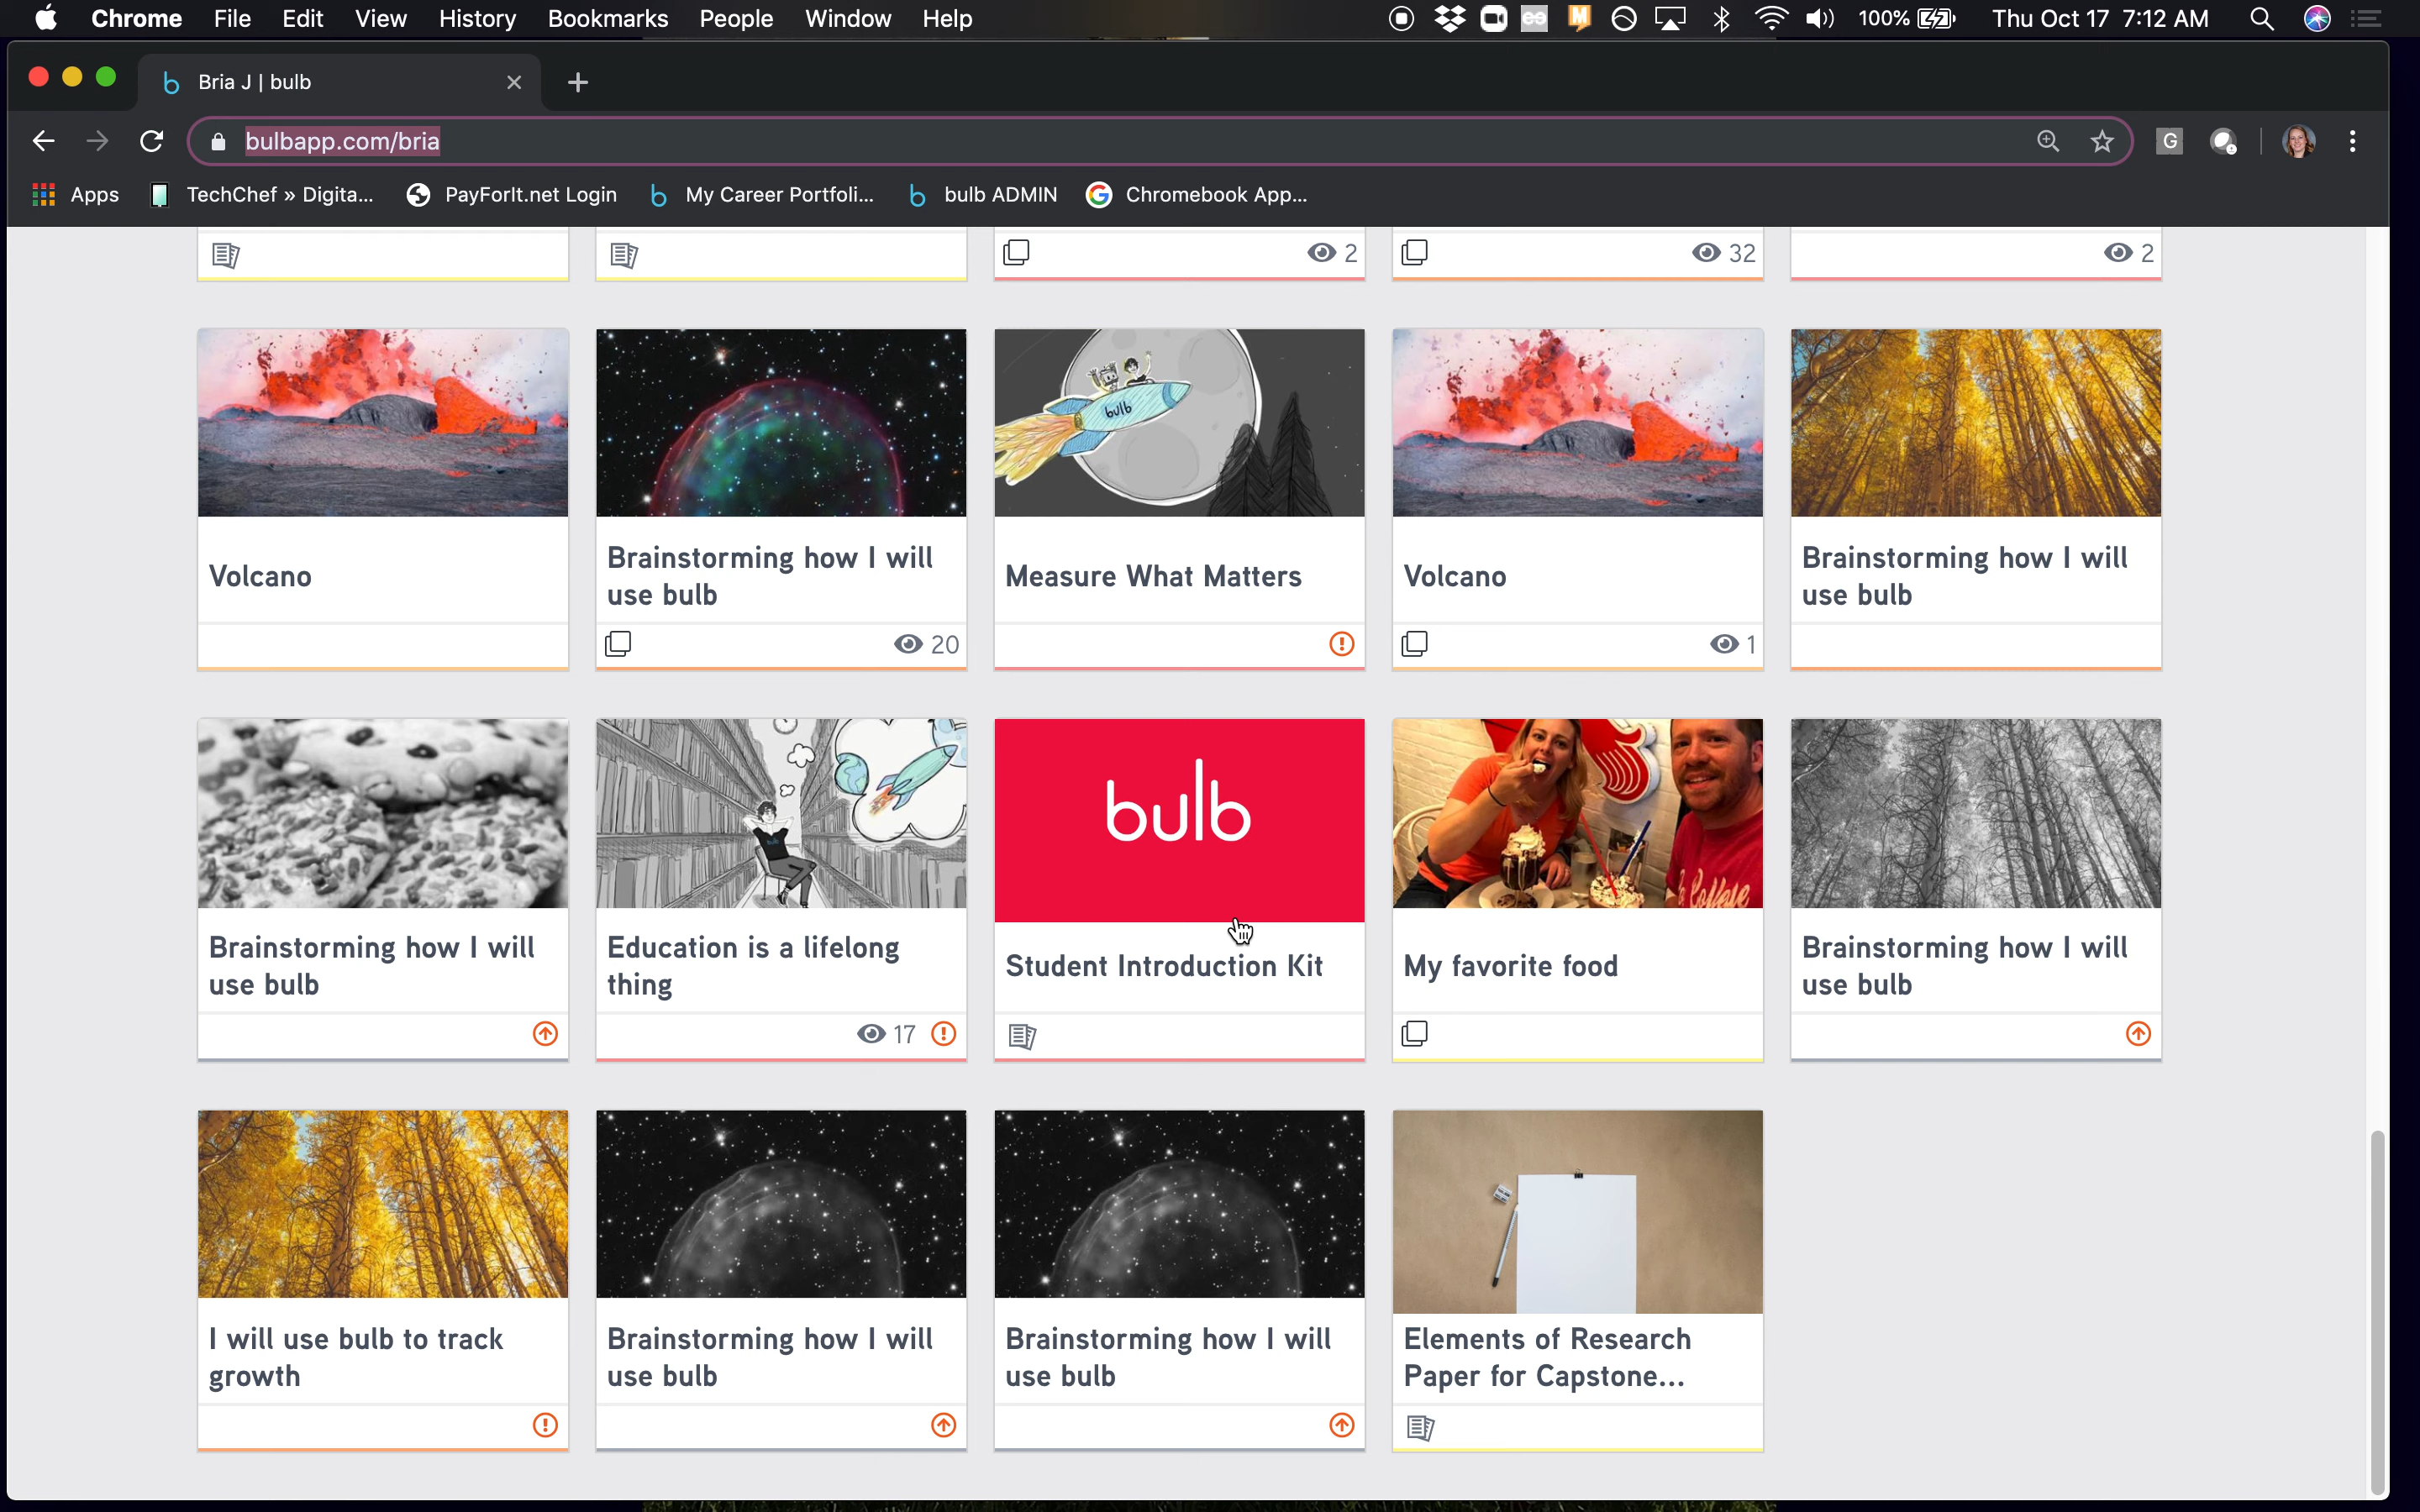 Chrome File Edit View History Bookmarks People Window Help 100% Thu Oct 17 7:12 AM
Bria J | bulb
bulbapp.com/bria
Apps TechChef » Digita... PayForIt.net Login My Career Portfoli... bulb ADMIN Chromebook App...
2 32 2
bulb
Volcano
Brainstorming how I will
use bulb
20
Measure What Matters
Volcano
1
Brainstorming how I will
use bulb
Brainstorming how I will
use bulb
Education is a lifelong
thing
17
bulb
Student Introduction Kit
My favorite food
Brainstorming how I will
use bulb
I will use bulb to track
growth
Brainstorming how I will
use bulb
Brainstorming how I will
use bulb
Elements of Research
Paper for Capstone...